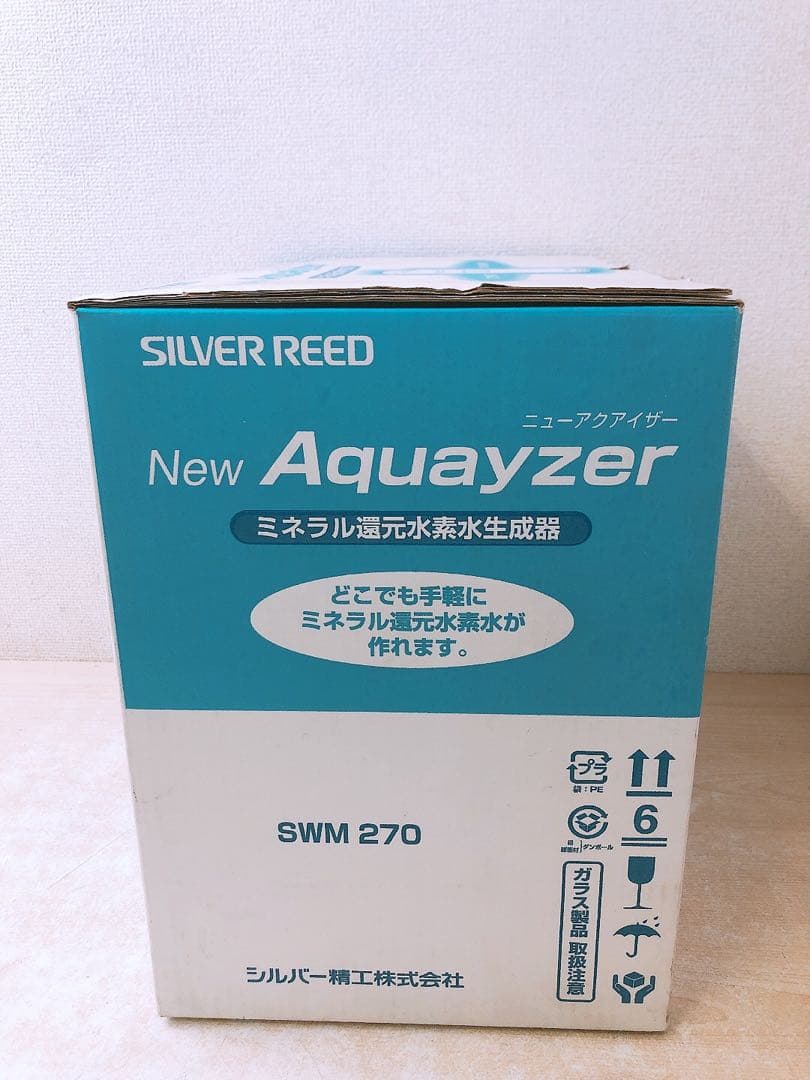 SILVER REED
ニューアクアイザー
New Aquayzer
ミネラル還元水素水生成器
どこでも手軽に
ミネラル還元水素水が
作れます。
SWM 270
プラ
袋：PE
6
ダンボール
ガラス製品 取扱注意
シルバー精工株式会社